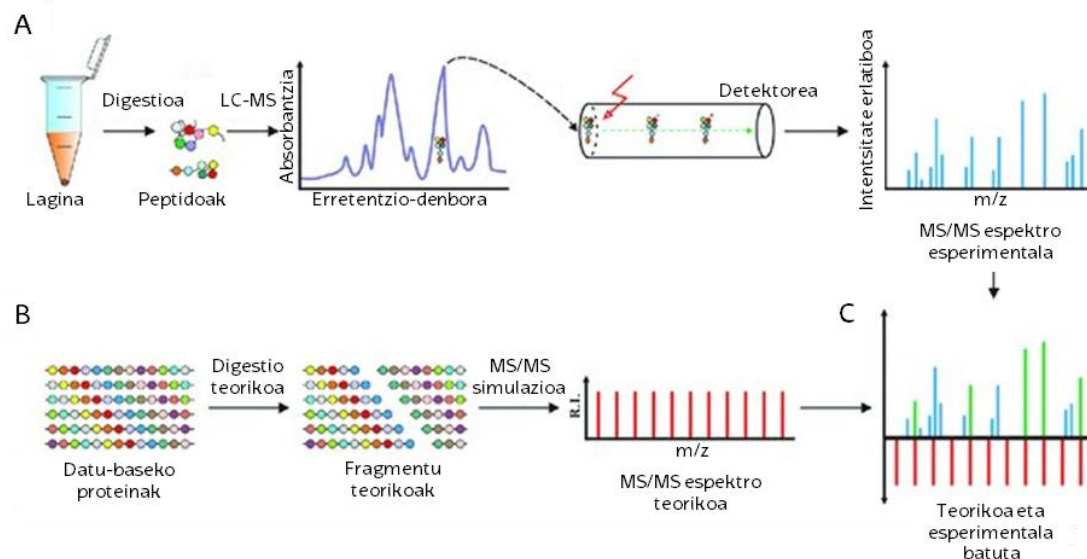 A
Lagina
Digestioa
Peptidoak
LC-MS
Absorbantzia
Erretentzio-denbora
Detektorea
Intentsitate erlatiboa
m/z
MS/MS espektro
esperimentala
B
Datu-baseko
proteinak
Digestio
teorikoa
Fragmentu
teorikoak
MS/MS
simulazioa
R.I.
m/z
MS/MS espektro
teorikoa
C
Teorikoa eta
esperimentala
batuta